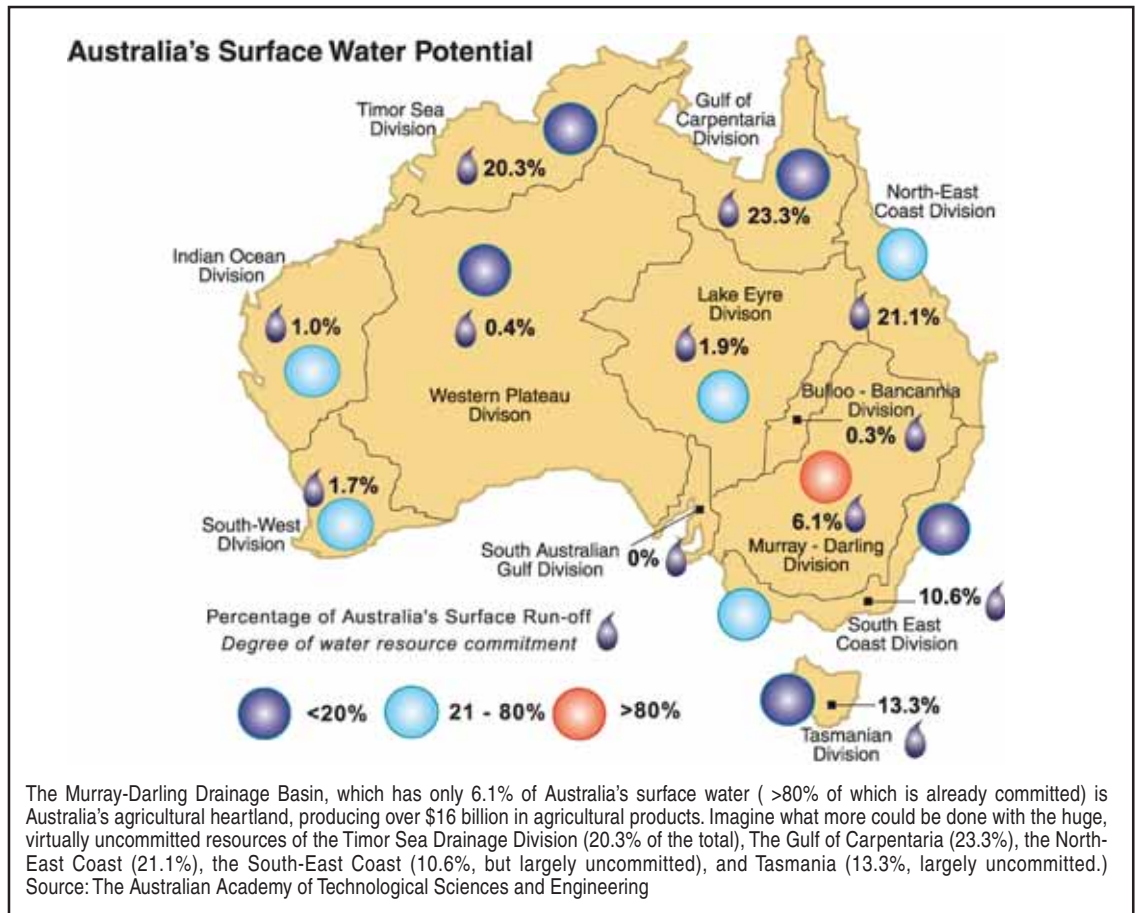 Australia's Surface Water Potential
Timor Sea
Division
20.3%
Gulf of
Carpentaria
Division
23.3%
North-East
Coast Division
21.1%
Indian Ocean
Division
1.0%
0.4%
Western Plateau
Divison
Lake Eyre
Divison
1.9%
Bulloo - Bancannia
Division
0.3%
1.7%
South-West
DIvision
South Australian
Gulf Division
0%
6.1%
Murray - Darling
Division
10.6%
South East
Coast Division
Percentage of Australia's Surface Run-off
Degree of water resource commitment
<20%
21 - 80%
>80%
13.3%
Tasmanian
Division
The Murray-Darling Drainage Basin, which has only 6.1% of Australia's surface water ( >80% of which is already committed) is
Australia's agricultural heartland, producing over $16 billion in agricultural products. Imagine what more could be done with the huge,
virtually uncommitted resources of the Timor Sea Drainage Division (20.3% of the total), The Gulf of Carpentaria (23.3%), the North-
East Coast (21.1%), the South-East Coast (10.6%, but largely uncommitted), and Tasmania (13.3%, largely uncommitted.)
Source: The Australian Academy of Technological Sciences and Engineering